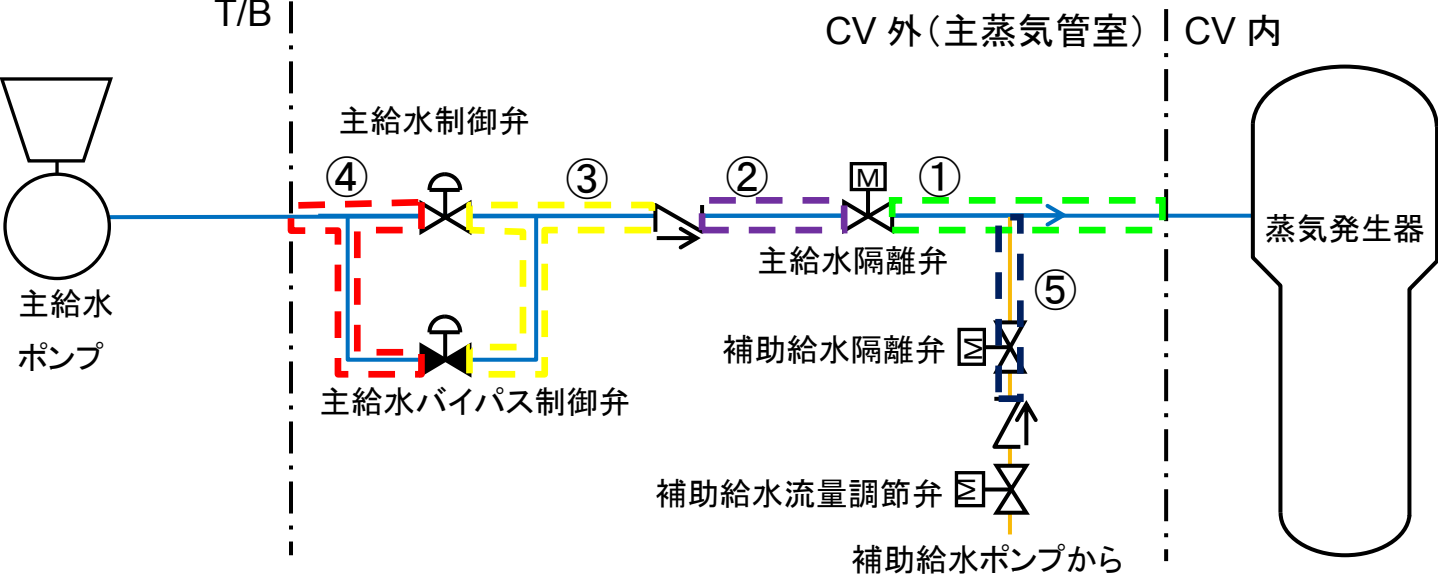 T/B
CV 外（主蒸気管室）
CV 内
主給水制御弁
④
③
②
M
①
主給水隔離弁
蒸気発生器
主給水
ポンプ
⑤
補助給水隔離弁
M
主給水バイパス制御弁
補助給水流量調節弁
M
補助給水ポンプから